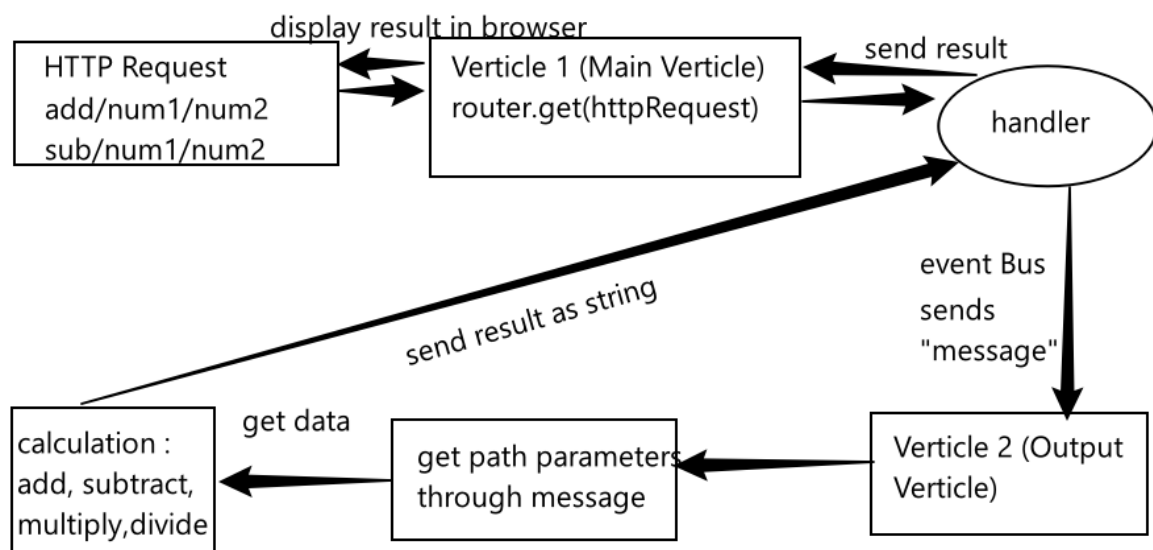 display result in browser
HTTP Request
add/num1/num2
sub/num1/num2
Verticle 1 (Main Verticle)
router.get(httpRequest)
send result
handler
event Bus
sends
"message"
send result as string
calculation :
add, subtract,
multiply,divide
get data
get path parameters
through message
Verticle 2 (Output
Verticle)